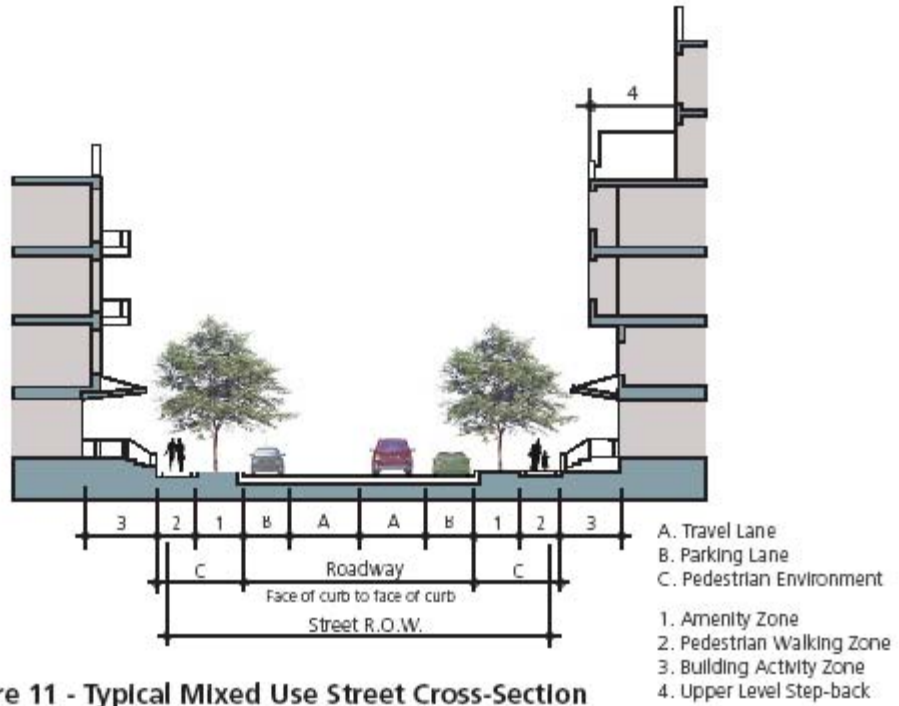 4
3 2 1 B A A B 1 2 3
C Roadway C
Face of curb to face of curb
Street R.O.W.
A. Travel Lane
B. Parking Lane
C. Pedestrian Environment
1. Amenity Zone
2. Pedestrian Walking Zone
3. Building Activity Zone
4. Upper Level Step-back
re 11 - Typical Mixed Use Street Cross-Section